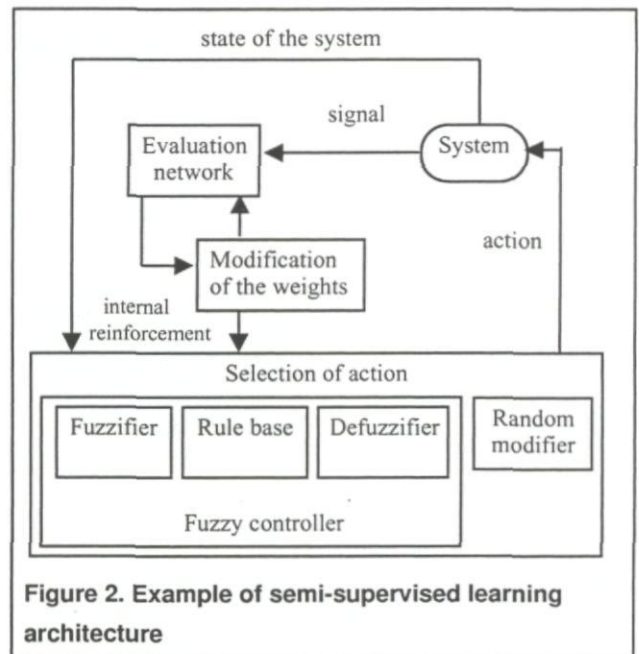 state of the system
signal
Evaluation
network
System
action
Modification
of the weights
internal
reinforcement
Selection of action
Fuzzifier
Rule base
Defuzzifier
Random
modifier
Fuzzy controller
Figure 2. Example of semi-supervised learning
architecture